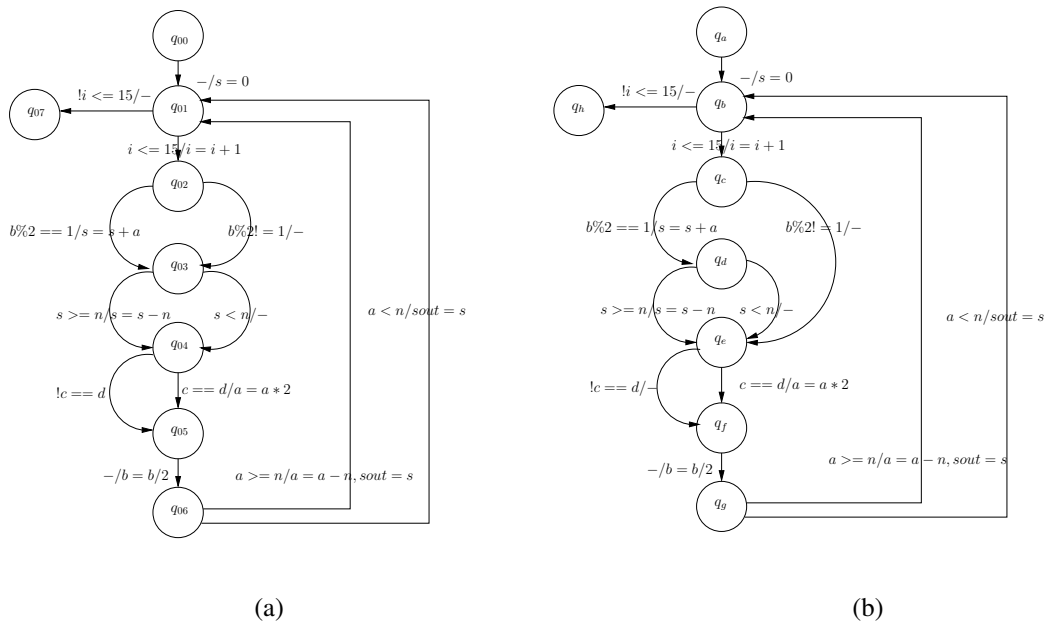 q00
-/s = 0
!i <= 15/-
q01
q07
i <= 15/i = i + 1
q02
b%2 == 1/s = s + a
b%2! = 1/-
q03
s >= n/s = s - n
s < n/-
a < n/sout = s
q04
!c == d
c == d/a = a * 2
q05
-/b = b/2
a >= n/a = a - n, sout = s
q06
(a)
qa
-/s = 0
!i <= 15/-
qb
qh
i <= 15/i = i + 1
qc
b%2 == 1/s = s + a
b%2! = 1/-
qd
s >= n/s = s - n
s < n/-
a < n/sout = s
qe
!c == d/-
c == d/a = a * 2
qf
-/b = b/2
a >= n/a = a - n, sout = s
qg
(b)